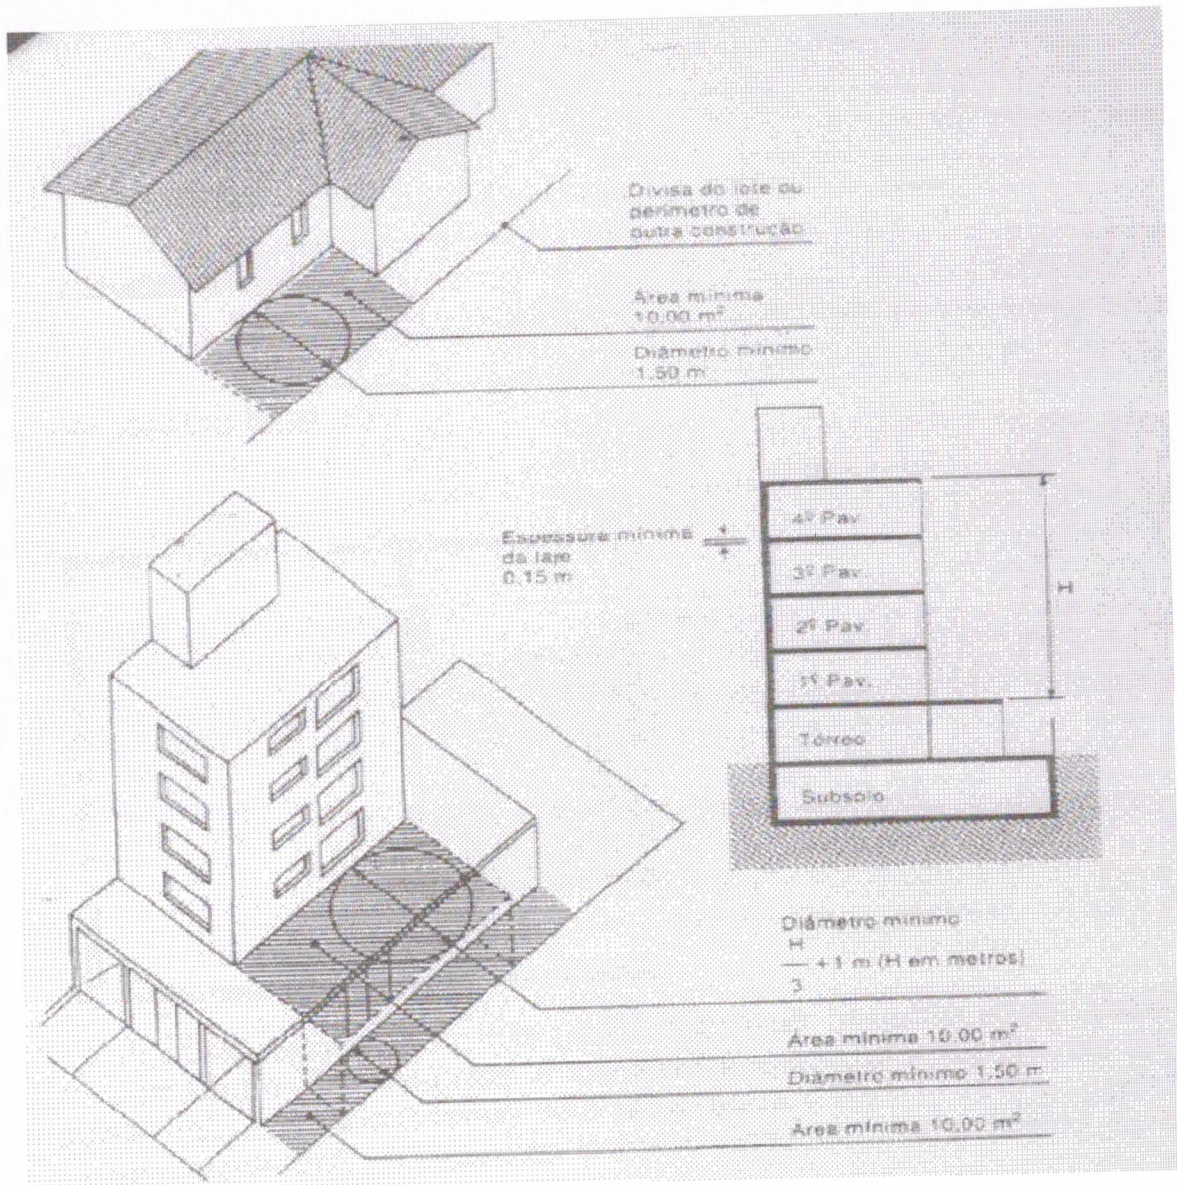 Divisa do lote ou
perímetro de
outra construção
Área mínima
10,00 m²
Diâmetro mínimo
1,50 m
Espessura mínima
da laje
0,15 m
4º Pav
3º Pav
2º Pav.
1º Pav.
Térreo
Subsolo
H
Diâmetro mínimo
H
— + 1 m (H em metros)
3
Área mínima 10,00 m²
Diâmetro mínimo 1,50 m
Área mínima 10,00 m²